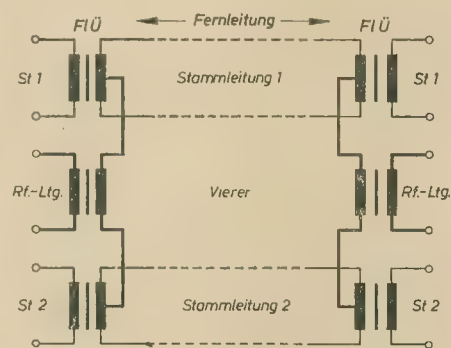 FlÜ Fernleitung FlÜ
St 1 Stammleitung 1 St 1
Rf.-Ltg. Vierer Rf.-Ltg.
St 2 Stammleitung 2 St 2